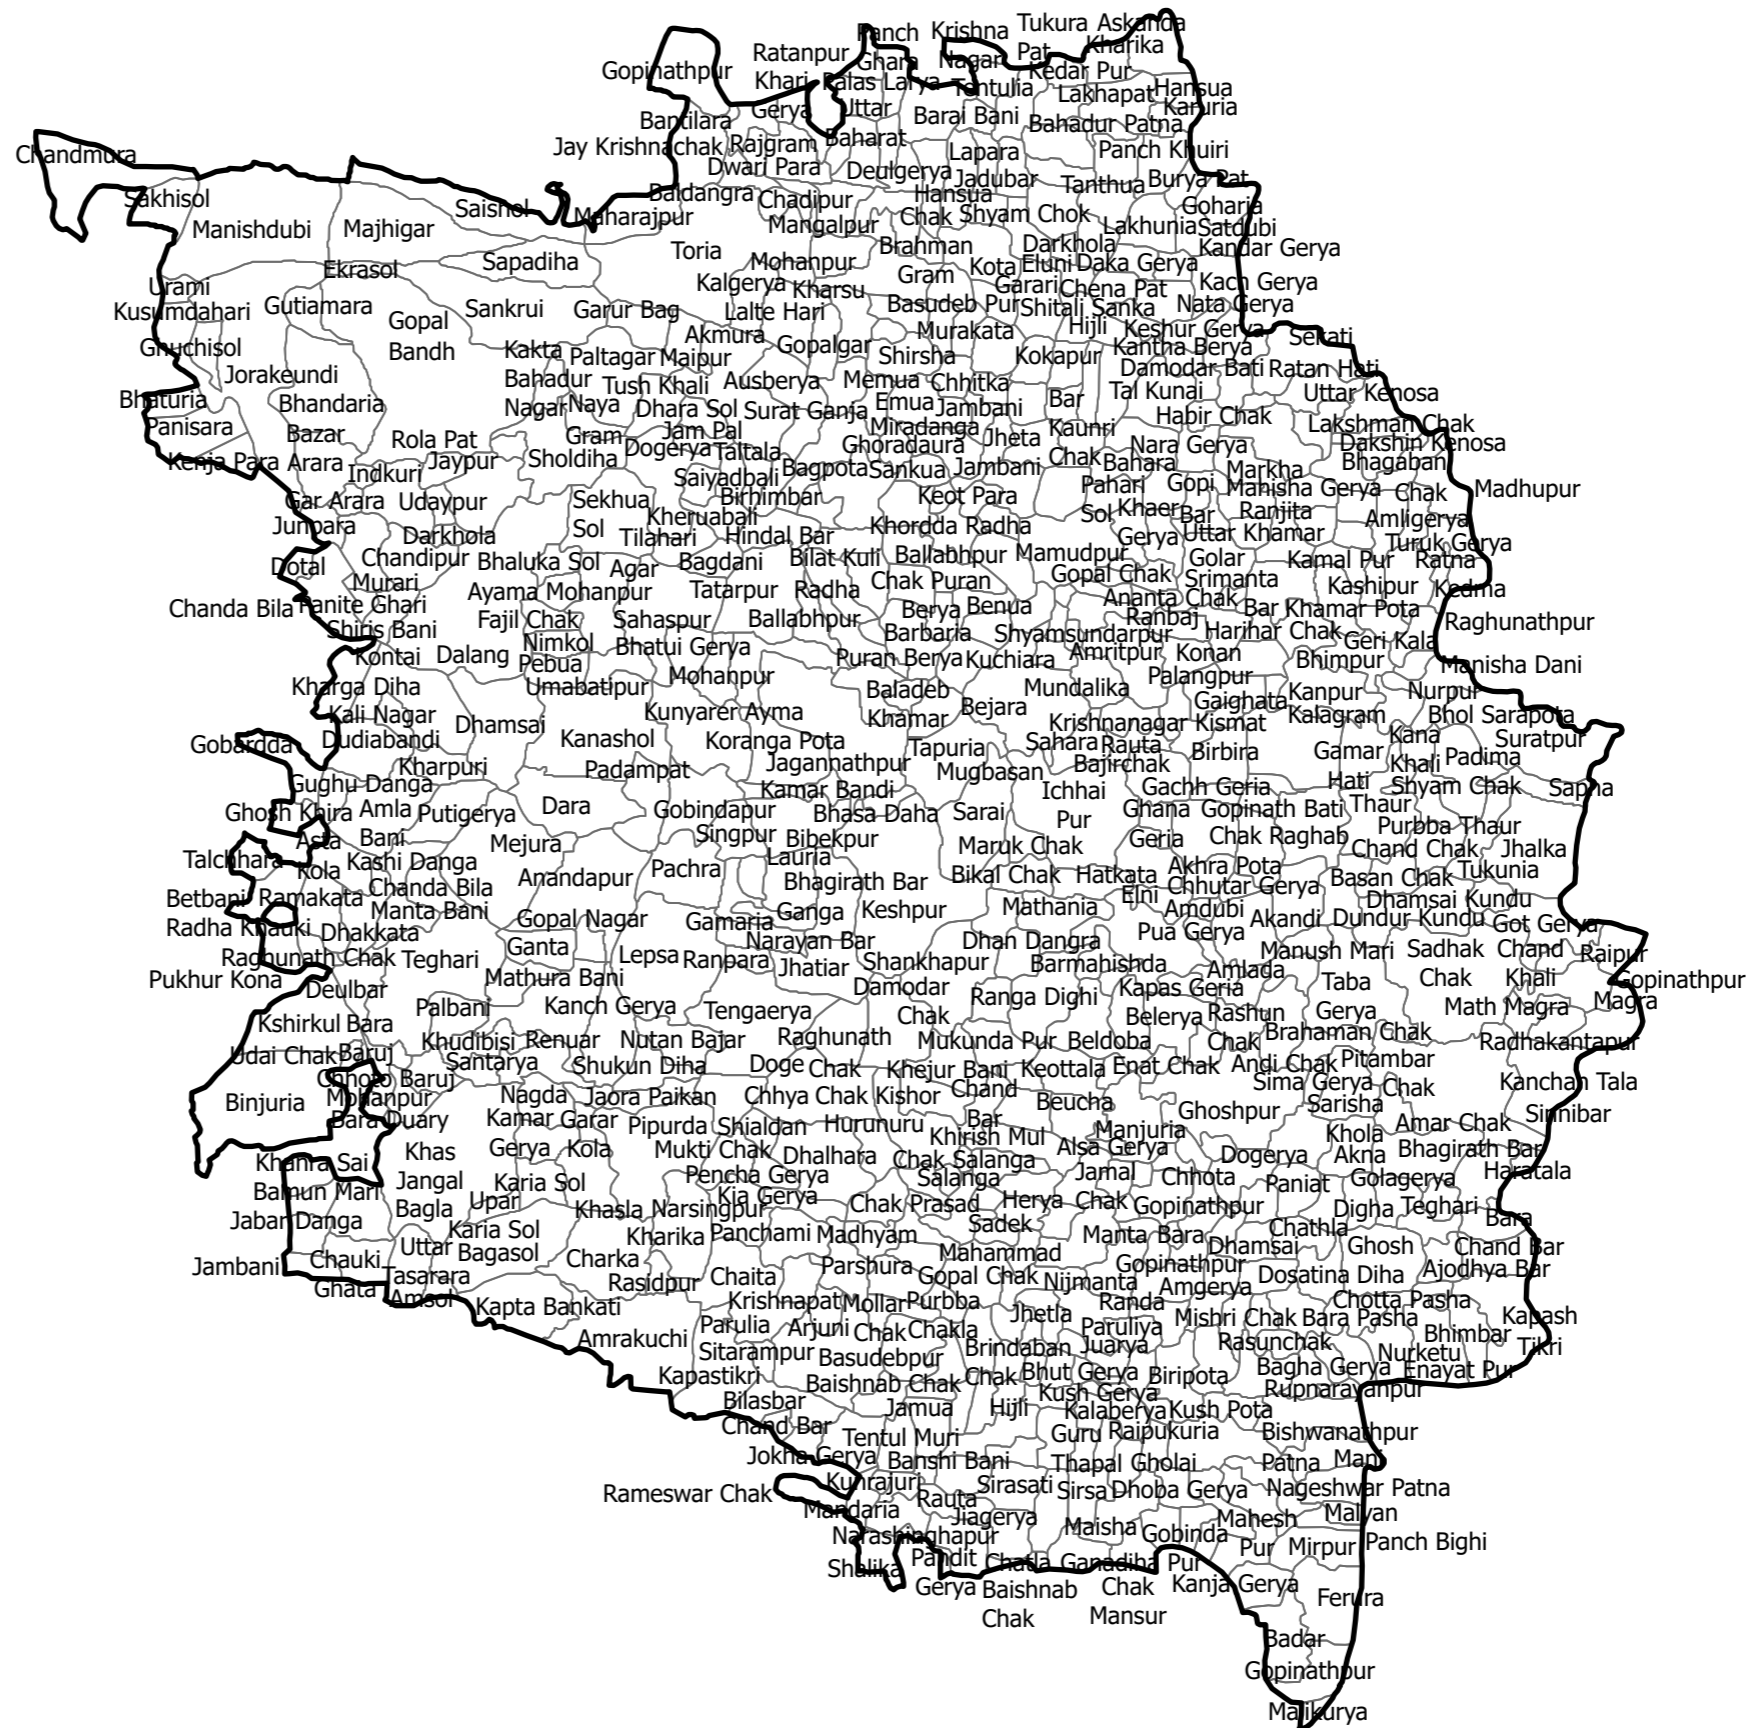 Tukura Askanda
Panch Krishna
Ratanpur
Pat Kharika
Ghara Nagar
Gopinathpur
Kedar Pur
Khari Palas Larya
Tentulia
Lakhapat Hansua
Gerya Uttar
Karuria
Bantilara
Barai Bani
Bahadur Patna
Jay Krishnachak Rajgram
Baharat
Lapara
Panch Khuiri
Chandmura
Dwari Para
Deulgerya
Jadubar
Tanthua Burya Pat
Sakhisol
Baldangra
Chadipur
Hansua
Goharia
Saishol
Maharajpur
Mangalpur
Chak Shyam Chok
Lakhunia Satdubi
Manishdubi
Majhigar
Toria
Brahman
Darkhola
Kandar Gerya
Ekrasol
Sapadiha
Mohanpur
Gram
Kota Eluni Daka Gerya
Urami
Kalgerya Kharsu
Garari Chena Pat
Kach Gerya
Kusumdahari
Gutiamara
Sankrui
Garur Bag
Lalte Hari
Basudeb Pur Shitali Sanka
Nata Gerya
Gopal
Bandh
Akmura
Murakata
Hijli Keshur Gerya
Sekati
Ghuchisol
Kakta Paltagar Maipur
Gopalgar
Shirsha
Kokapur
Kantha Berya
Jorakeundi
Bahadur
Tush Khali
Ausberya
Memua Chhitka
Damodar Bati Ratan Hati
Bhaturia
Bhandaria
Nagar Naya
Dhara Sol Surat Ganja
Emua Jambani
Bar
Tal Kunai
Uttar Kenosa
Panisara
Bazar
Rola Pat
Gram
Jam Pal
Miradanga
Jheta
Kaunri
Habir Chak
Lakshman Chak
Dogerya Taltala
Ghoradaura
Nara Gerya
Dakshin Kenosa
Kenja Para Arara
Indkuri
Jaypur
Sholdiha
Saiyadbali
Bagpota Sankua Jambani
Chak Bahara
Markha
Bhagaban
Gar Arara
Udaypur
Sekhua
Sol
Birhimbar
Keot Para
Pahari
Sol
Gopi Manisha Gerya
Chak
Madhupur
Junpara
Darkhola
Kheruabali
Tilahari
Hindal Bar
Khordda Radha
Ballabhpur
Khaer Bar
Gerya
Ranjita
Uttar Khamar
Amligerya
Turuk Gerya
Dotal
Chandipur Bhaluka Sol
Agar
Bagdani
Bilat Kuli
Mamudpur
Golar
Kamal Pur
Ratna
Murari
Ayama Mohanpur
Tatarpur
Radha
Ballabhpur
Chak Puran
Berya
Gopal Chak
Srimanta
Kashipur
Kedma
Chanda Bila Panite Ghari
Fajil Chak
Sahaspur
Benua
Ananta Chak
Bar Khamar Pota
Shiris Bani
Nimkol
Bhatui Gerya
Barbaria
Shyamsundarpur
Ranbaj
Harihar Chak
Geri Kala
Raghunathpur
Kontai
Dalang
Pebua
Mohanpur
Puran Berya Kuchiara
Amritpur
Konan
Bhimpur
Manisha Dani
Kharga Diha
Umabatipur
Baladeb
Khamar
Mundalika
Palangpur
Kanpur
Nurpur
Kali Nagar
Dhamsai
Kunyarer Ayma
Bejara
Gaighata
Kalagram
Bhol Sarapota
Gobardda
Dudiabandi
Kanashol
Koranga Pota
Krishnanagar Kismat
Kana
Khali
Suratpur
Kharpuri
Padampat
Jagannathpur
Tapuria
Sahara Rauta
Birbira
Gamar
Hati
Padima
Gughu Danga
Kamar Bandi
Mugbasan
Bajirchak
Shyam Chak
Sapna
Ghosh Khira
Amla
Bani
Putigerya
Dara
Gobindapur
Bhasa Daha
Sarai
Ichhai
Pur
Gachh Geria
Ghana
Geria
Gopinath Bati
Thaur
Asta
Mejura
Singpur Bibekpur
Maruk Chak
Chak Raghab
Purbba Thaur
Talchhara
Kola
Kashi Danga
Lauria
Chand Chak
Jhalka
Anandapur
Pachra
Bhagirath Bar
Bikal Chak
Hatkata
Akhra Pota
Basan Chak
Tukunia
Betbani Ramakata
Chanda Bila
Manta Bani
Elni Chhutar Gerya
Dhamsai Kundu
Gopal Nagar
Gamaria
Ganga
Keshpur
Mathania
Amdubi
Akandi
Dundur Kundu
Got Gerya
Radha Khauki
Dhakkata
Ganta
Narayan Bar
Dhan Dangra
Pua Gerya
Manush Mari
Sadhak
Chak
Chand
Khali
Raipur
Raghunath Chak
Teghari
Lepsa
Ranpara
Jhatiar
Shankhapur
Barmahishda
Amlada
Pukhur Kona
Deulbar
Mathura Bani
Damodar
Chak
Ranga Dighi
Kapas Geria
Taba
Gerya
Gopinathpur
Palbani
Kanch Gerya
Tengaerya
Belerya
Rashun
Chak
Math Magra
Magra
Kshirkul Bara
Khudibisi
Renuar
Nutan Bajar
Raghunath
Chak
Mukunda Pur
Beldoba
Brahaman Chak
Radhakantapur
Udai Chak
Baruj
Santarya
Shukun Diha
Doge
Khejur Bani
Keottala
Enat Chak
Andi Chak
Pitambar
Chak
Chhoto Baruj
Sima Gerya
Kanchan Tala
Binjuria
Mohanpur
Nagda
Jaora Paikan
Chhya Chak Kishor
Chand
Bar
Beucha
Ghoshpur
Sarisha
Khola
Sinnibar
Bara Duary
Kamar
Gerya
Garar
Kola
Pipurda Shialdan
Hurunuru
Manjuria
Amar Chak
Khas
Jangal
Mukti Chak
Dhalhara
Khirish Mul
Alsa Gerya
Dogerya
Akna
Bhagirath Bar
Khanra Sai
Chak Salanga
Pencha Gerya
Salanga
Jamal
Chak
Chhota
Gopinathpur
Paniat
Golagerya
Haratala
Bamun Mari
Karia Sol
Kia Gerya
Chak Prasad
Herya
Digha
Teghari
Bagla
Upari
Karia Sol
Khasla
Narsingpur
Sadek
Bara
Jabar Danga
Kharika
Panchami
Madhyam
Manta Bara
Chathla
Uttar
Bagasol
Mahammad
Dhamsai
Ghosh
Diha
Chand Bar
Jambani
Chauki
Charka
Parshura
Gopinathpur
Ajodhya Bar
Tasarara
Rasidpur
Chaita
Gopal Chak
Nijmanta
Amgerya
Dosatina
Ghata
Amsol
Kapta Bankati
Krishnapat
Mollar
Chak
Purbba
Chakla
Randa
Chotta Pasha
Jhetla
Mishri Chak
Bara Pasha
Kapash
Tikri
Amrakuchi
Parulia
Arjuni
Paruliya
Bhimbar
Sitarampur
Basudebpur
Brindaban
Chak
Juarya
Rasunchak
Nurketu
Kapastikri
Baishnab Chak
Bhut Gerya
Biripota
Bagha Gerya
Enayat Pur
Bilasbar
Jamua
Hijli
Kush Gerya
Rupnarayanpur
Chand Bar
Tentul Muri
Kalaberya
Kush Pota
Guru
Raipukuria
Bishwanathpur
Jokha Gerya
Banshi Bani
Thapal
Gholai
Patna
Mani
Rameswar Chak
Kunrajuri
Sirasati
Sirsa
Dhoba Gerya
Nageshwar Patna
Mandaria
Rauta
Jiagerya
Mahesh
Pur
Malyan
Narashinghapur
Maisha
Gobinda
Pur
Mirpur
Panch Bighi
Shalika
Pandit
Gerya
Chatla
Ganadiha
Baishnab
Chak
Chak
Mansur
Kanja Gerya
Ferura
Badar
Gopinathpur
Malikurya